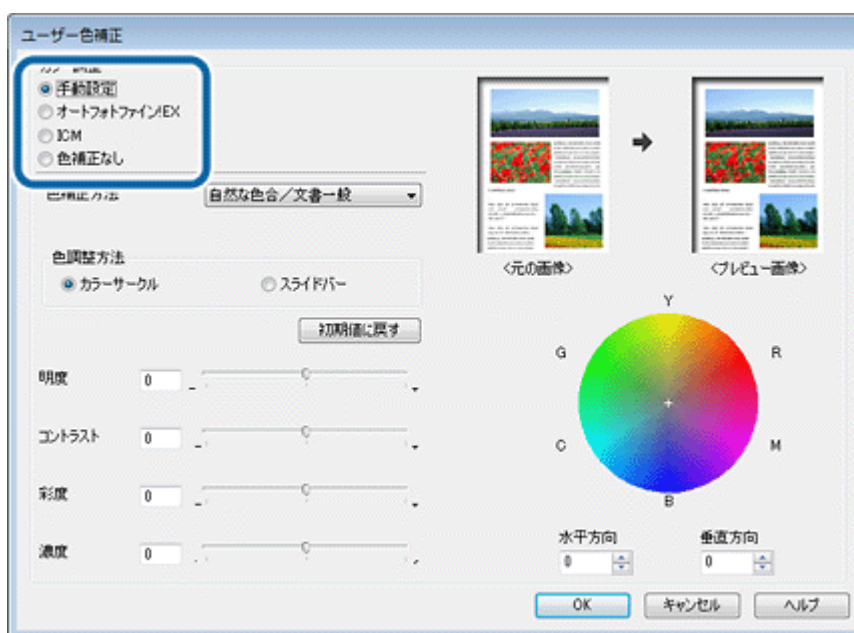 ユーザー色補正
手動設定
オートフォトファイン!EX
ICM
色補正なし
色補正方法
自然な色合/文書一般
色調整方法
カラーサークル
スライドバー
初期値に戻す
明度
0
-
+
コントラスト
0
-
+
彩度
0
-
+
濃度
0
<元の画像>
<プレビュー画像>
Y
G
R
C
M
B
水平方向
垂直方向
0
0
OK
キャンセル
ヘルプ